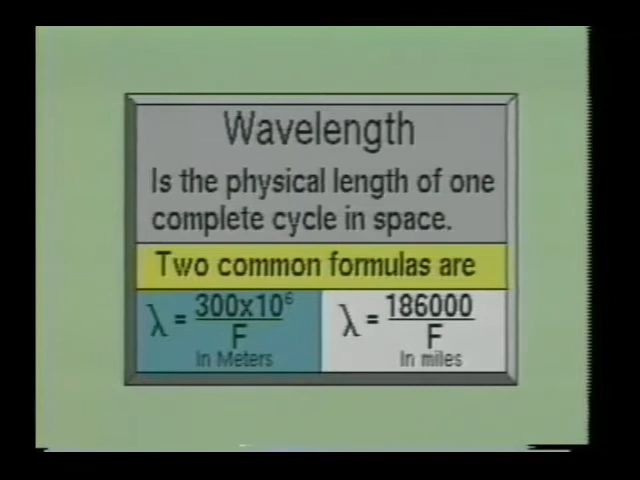 Wavelength
Is the physical length of one
complete cycle in space.
Two common formulas are
λ = 300x10⁶ / F
In Meters
λ = 186000 / F
In miles